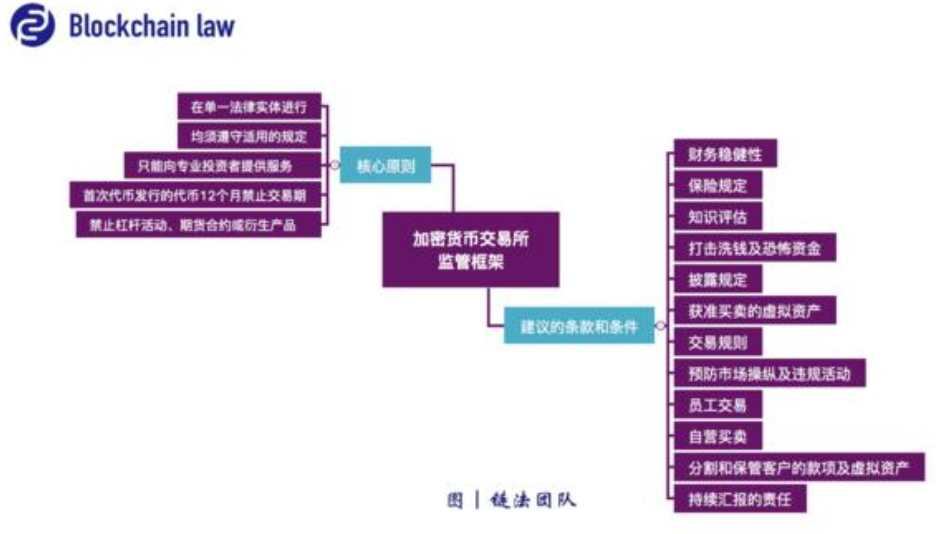 Blockchain law
在单一法律实体进行
均须遵守适用的规定
只能向专业投资者提供服务
首次代币发行的代币12个月禁止交易期
禁止杠杆活动、期货合约或衍生产品
核心原则
加密货币交易所
监管框架
建议的条款和条件
财务稳健性
保险规定
知识评估
打击洗钱及恐怖资金
披露规定
获准买卖的虚拟资产
交易规则
预防市场操纵及违规活动
员工交易
自营买卖
分割和保管客户的款项及虚拟资产
持续汇报的责任
图｜链法团队